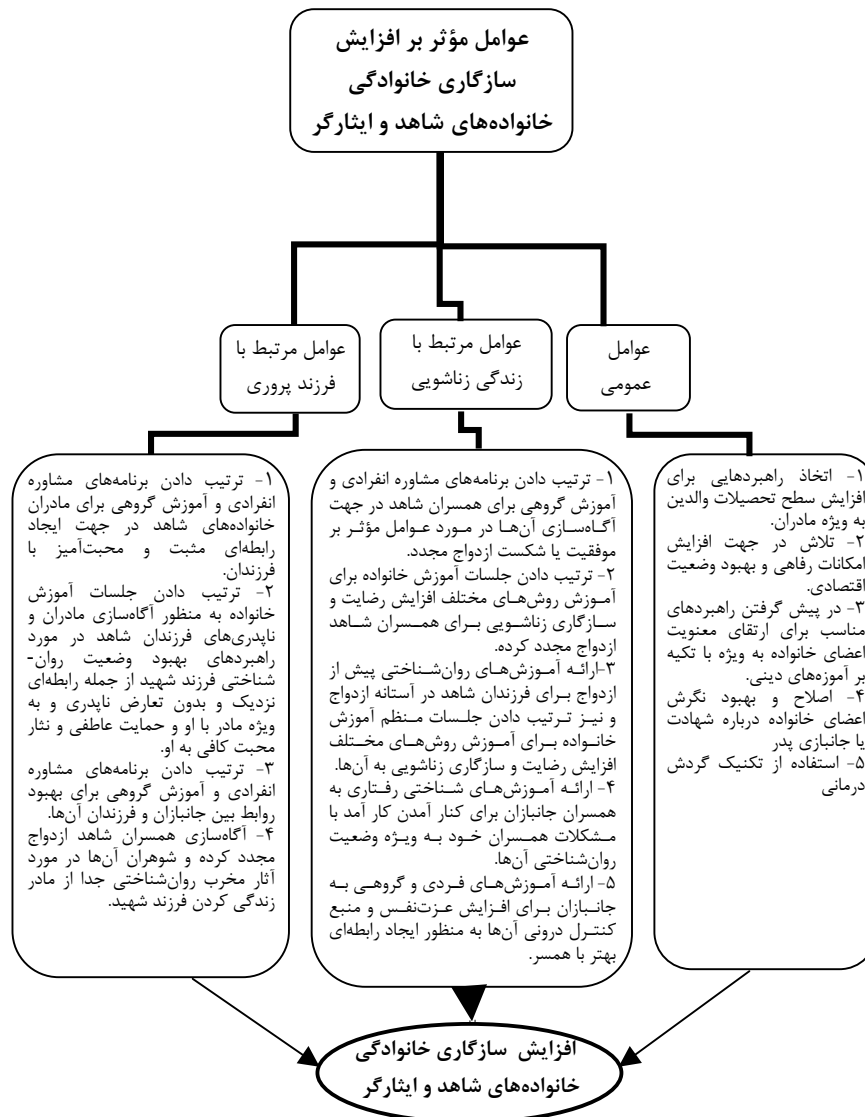 عوامل مؤثر بر افزایش
سازگاری خانوادگی
خانواده‌های شاهد و ایثارگر
عوامل
عمومی
عوامل مرتبط با
زندگی زناشویی
عوامل مرتبط با
فرزند پروری
۱- اتخاذ راهبردهایی برای
افزایش سطح تحصیلات والدین
به ویژه مادران.
۲- تلاش در جهت افزایش
امکانات رفاهی و بهبود وضعیت
اقتصادی.
۳- در پیش گرفتن راهبردهای
مناسب برای ارتقای معنویت
اعضای خانواده به ویژه با تکیه
بر آموزه‌های دینی.
۴- اصلاح و بهبود نگرش
اعضای خانواده درباره شهادت
یا جانبازی پدر
۵- استفاده از تکنیک گردش
درمانی
۱- ترتیب دادن برنامه‌های مشاوره انفرادی و
آموزش گروهی برای همسران شاهد در جهت
آگاه‌سازی آن‌ها در مورد عوامل مؤثر بر
موفقیت یا شکست ازدواج مجدد.
۲- ترتیب دادن جلسات آموزش خانواده برای
آموزش روش‌های مختلف افزایش رضایت و
سازگاری زناشویی برای همسران شاهد
ازدواج مجدد کرده.
۳-ارائه آموزش‌های روان‌شناختی پیش از
ازدواج برای فرزندان شاهد در آستانه ازدواج
و نیز ترتیب دادن جلسات منظم آموزش
خانواده برای آموزش روش‌های مختلف
افزایش رضایت و سازگاری زناشویی به آن‌ها.
۴- ارائه آموزش‌های شناختی رفتاری به
همسران جانبازان برای کنار آمدن کار آمد با
مشکلات همسران خود به ویژه وضعیت
روان‌شناختی آن‌ها.
۵- ارائه آموزش‌های فردی و گروهی به
جانبازان برای افزایش عزت‌نفس و منبع
کنترل درونی آن‌ها به منظور ایجاد رابطه‌ای
بهتر با همسر.
۱- ترتیب دادن برنامه‌های مشاوره
انفرادی و آموزش گروهی برای مادران
خانواده‌های شاهد در جهت ایجاد
رابطه‌ای مثبت و محبت‌آمیز با
فرزندان.
۲- ترتیب دادن جلسات آموزش
خانواده به منظور آگاه‌سازی مادران و
ناپدری‌های فرزندان شاهد در مورد
راهبردهای بهبود وضعیت روان-
شناختی فرزند شهید از جمله رابطه‌ای
نزدیک و بدون تعارض ناپدری و به
ویژه مادر با او و حمایت عاطفی و نثار
محبت کافی به او.
۳- ترتیب دادن برنامه‌های مشاوره
انفرادی و آموزش گروهی برای بهبود
روابط بین جانبازان و فرزندان آن‌ها.
۴- آگاه‌سازی همسران شاهد ازدواج
مجدد کرده و شوهران آن‌ها در مورد
آثار مخرب روان‌شناختی جدا از مادر
زندگی کردن فرزند شهید.
افزایش سازگاری خانوادگی
خانواده‌های شاهد و ایثارگر